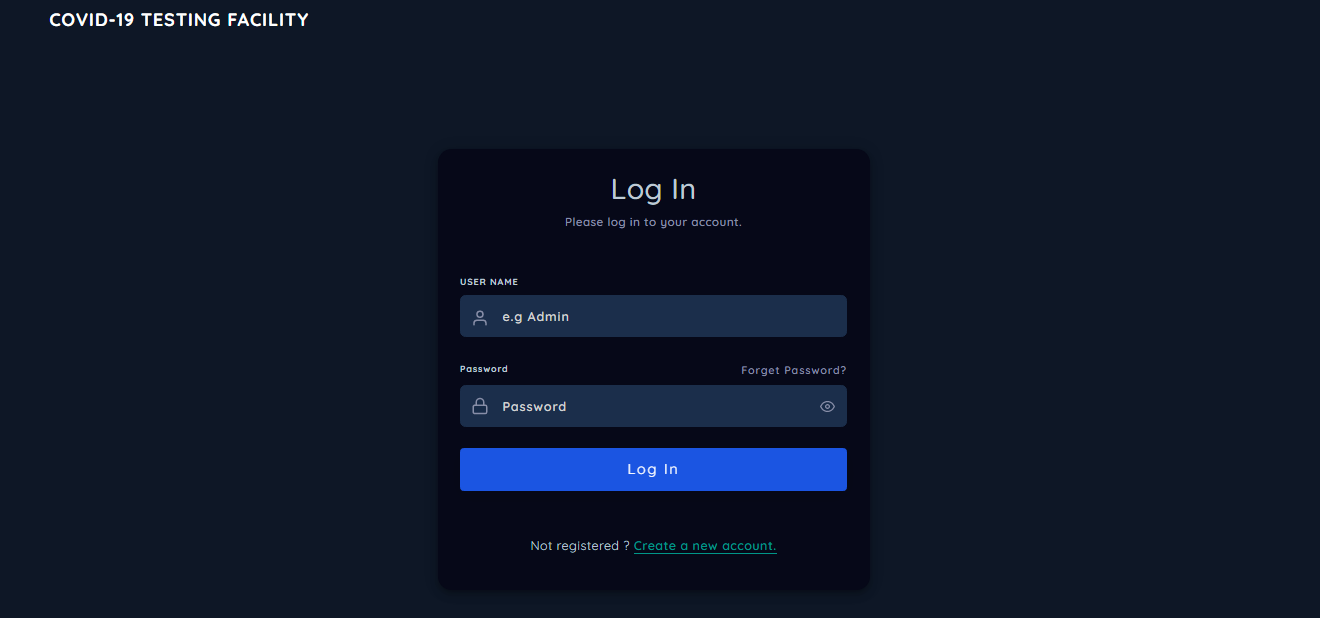 COVID-19 TESTING FACILITY
Log In
Please log in to your account.
USER NAME
e.g Admin
Password
Forget Password?
Password
Log In
Not registered ? Create a new account.